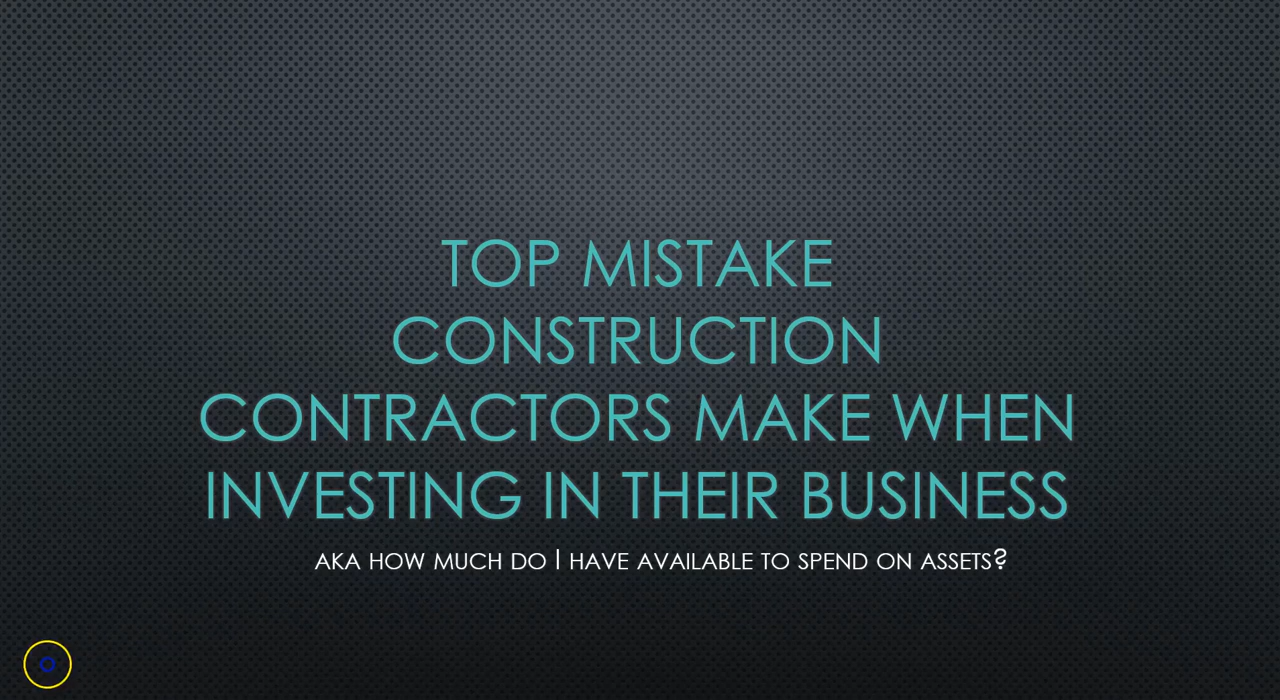 TOP MISTAKE
CONSTRUCTION
CONTRACTORS MAKE WHEN
INVESTING IN THEIR BUSINESS
AKA HOW MUCH DO I HAVE AVAILABLE TO SPEND ON ASSETS?